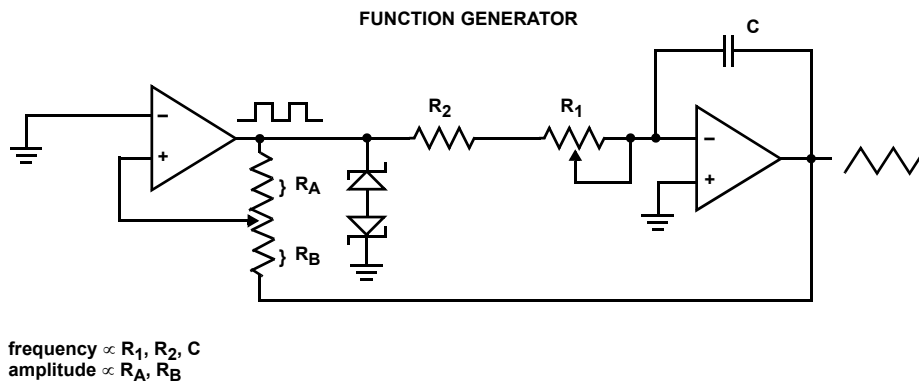 FUNCTION GENERATOR
C
R2
R1
−
+
−
+
} RA
} RB
frequency ∝ R1, R2, C
amplitude ∝ RA, RB